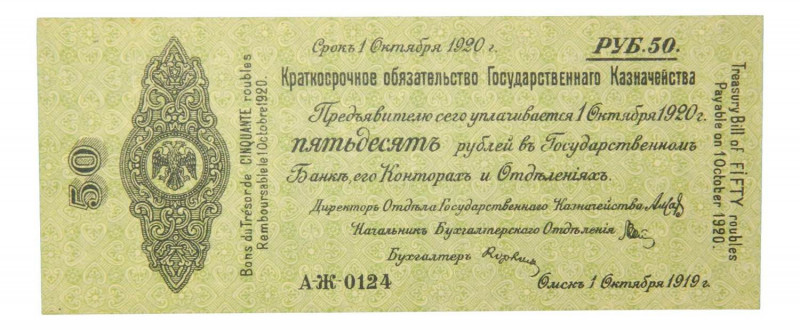 Срокъ 1 Октября 1920 г.
РУБ. 50.
Краткосрочное обязательство Государственнаго Казначейства
Предъявителю сего уплачивается 1 Октября 1920 г.
пятьдесятъ рублей въ Государственномъ
Банкѣ, его Конторахъ и Отдѣленіяхъ.
Директоръ Отдѣла Государственнаго Казначейства
Начальникъ Бухгалтерскаго Отдѣленія
Бухгалтеръ
А-Ж-0124
Омскъ 1 Октября 1919 г.
50
Bons du Trésor de CINQUANTE roubles
Remboursable le 1 Octobre 1920.
Treasury Bill of FIFTY roubles
Payable on 1 October 1920.